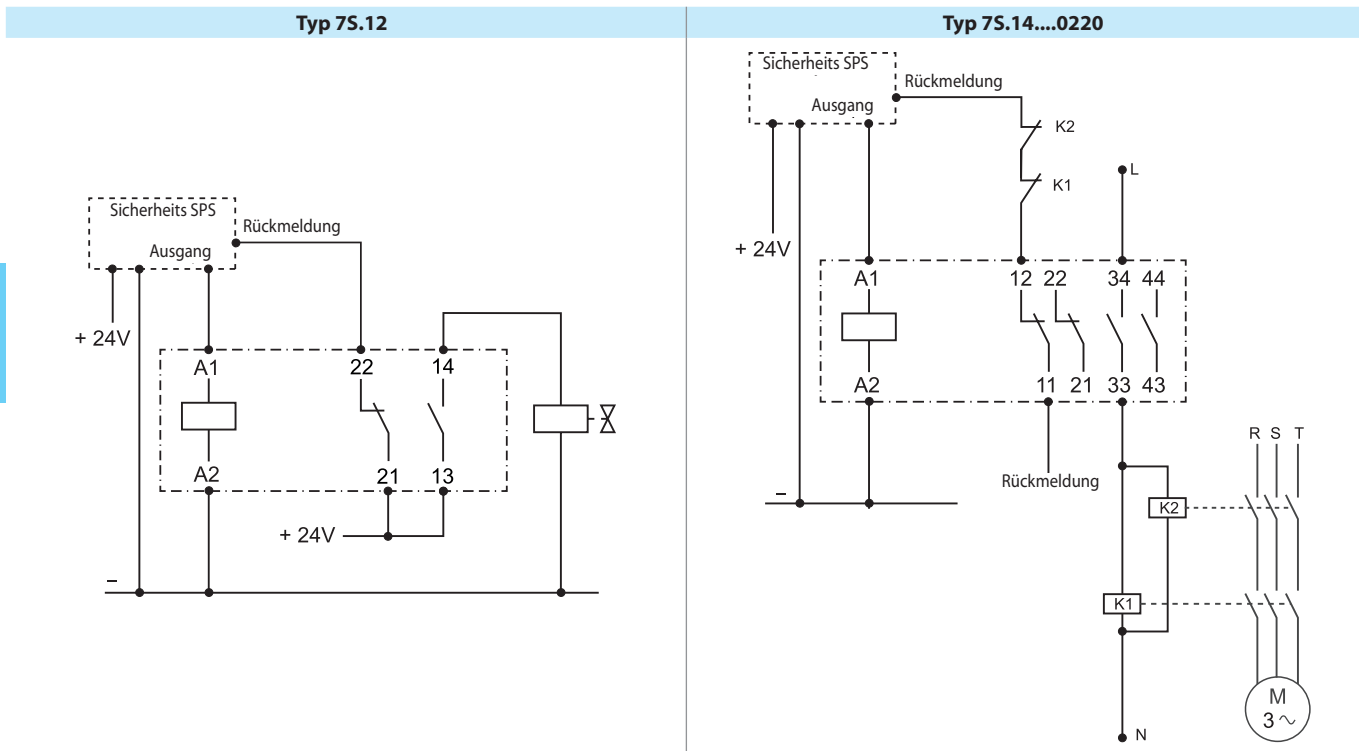 Typ 7S.12
Sicherheits SPS
Rückmeldung
Ausgang
+ 24V
A1 22 14
A2 21 13
+ 24V
–
Typ 7S.14....0220
Sicherheits SPS
Rückmeldung
Ausgang
K2
K1
L
+ 24V
A1 12 22 34 44
A2 11 21 33 43
Rückmeldung
–
R S T
K2
K1
M
3 ~
N